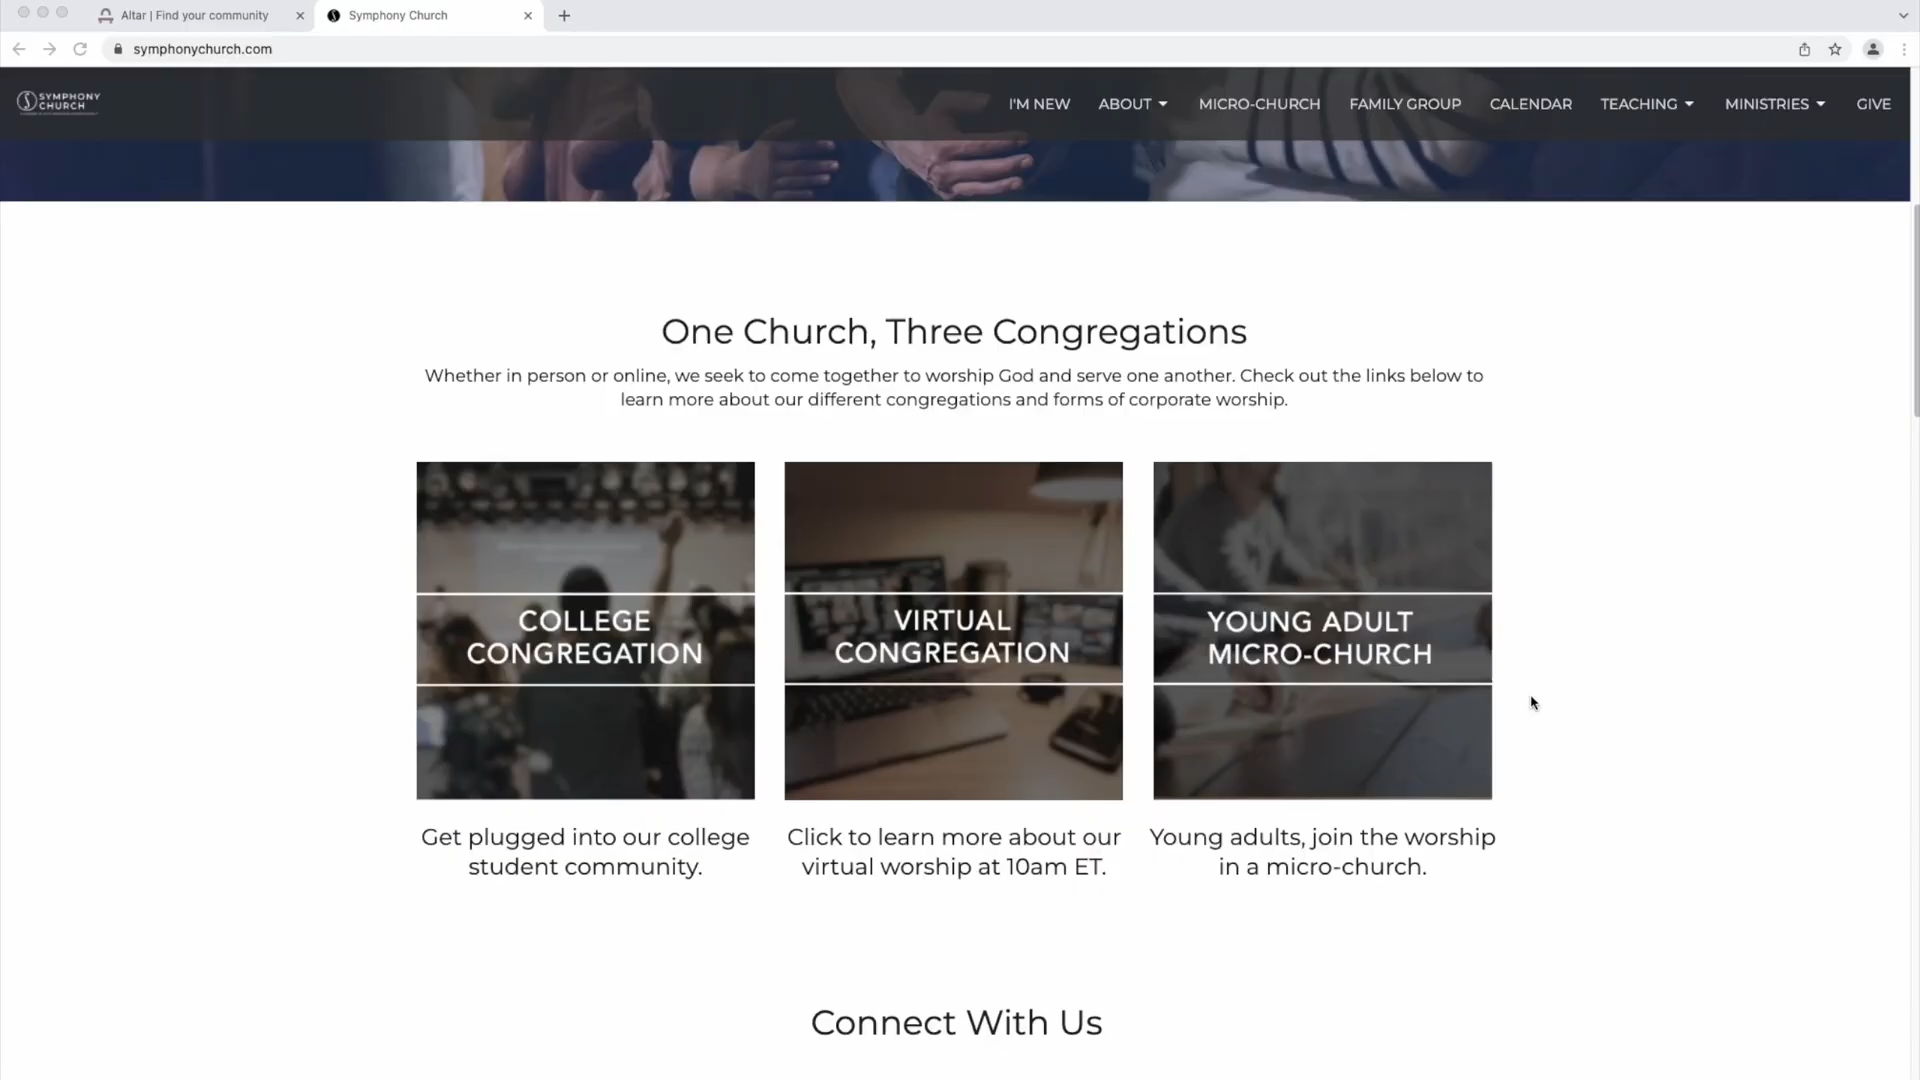 Altar | Find your community
Symphony Church
symphonychurch.com
SYMPHONY
CHURCH
I'M NEW
ABOUT
MICRO-CHURCH
FAMILY GROUP
CALENDAR
TEACHING
MINISTRIES
GIVE
One Church, Three Congregations
Whether in person or online, we seek to come together to worship God and serve one another. Check out the links below to
learn more about our different congregations and forms of corporate worship.
COLLEGE
CONGREGATION
VIRTUAL
CONGREGATION
YOUNG ADULT
MICRO-CHURCH
Get plugged into our college
student community.
Click to learn more about our
virtual worship at 10am ET.
Young adults, join the worship
in a micro-church.
Connect With Us